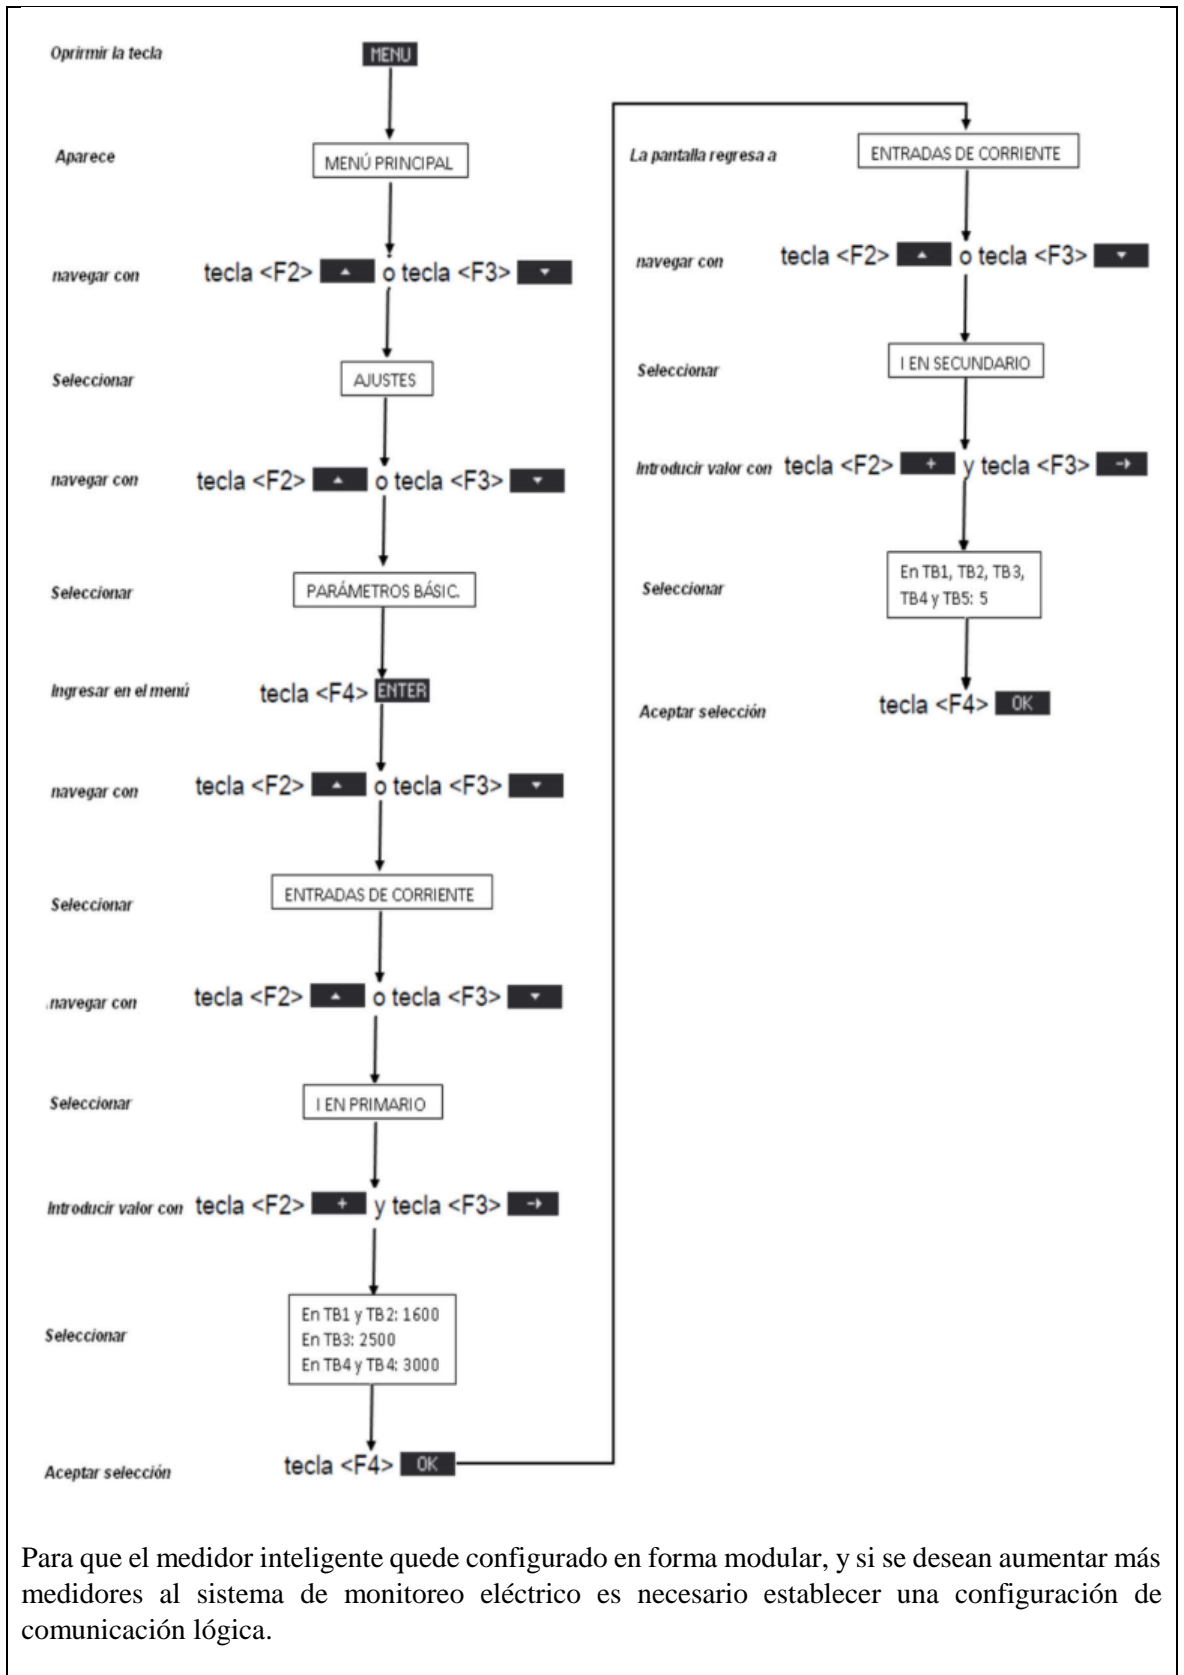 Oprirmir la tecla MENU
Aparece MENÚ PRINCIPAL
navegar con tecla <F2> o tecla <F3>
Seleccionar AJUSTES
navegar con tecla <F2> o tecla <F3>
Seleccionar PARÁMETROS BÁSIC.
Ingresar en el menú tecla <F4> ENTER
navegar con tecla <F2> o tecla <F3>
Seleccionar ENTRADAS DE CORRIENTE
navegar con tecla <F2> o tecla <F3>
Seleccionar I EN PRIMARIO
Introducir valor con tecla <F2> + y tecla <F3> →
Seleccionar
En TB1 y TB2: 1600
En TB3: 2500
En TB4 y TB4: 3000
Aceptar selección tecla <F4> OK
La pantalla regresa a ENTRADAS DE CORRIENTE
navegar con tecla <F2> o tecla <F3>
Seleccionar I EN SECUNDARIO
Introducir valor con tecla <F2> + y tecla <F3> →
Seleccionar
En TB1, TB2, TB3,
TB4 y TB5: 5
Aceptar selección tecla <F4> OK
Para que el medidor inteligente quede configurado en forma modular, y si se desean aumentar más
medidores al sistema de monitoreo eléctrico es necesario establecer una configuración de
comunicación lógica.